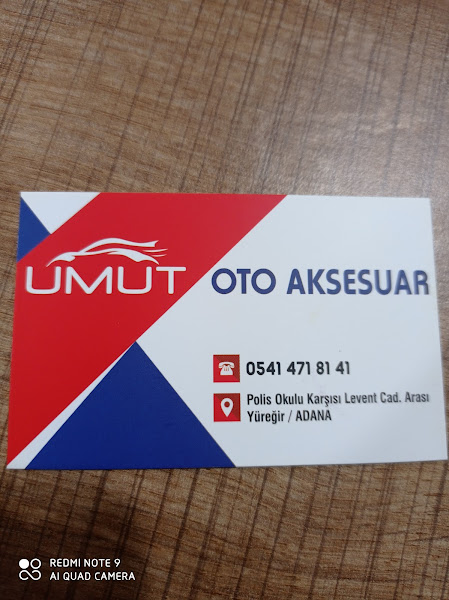 UMUT OTO AKSESUAR
0541 471 81 41
Polis Okulu Karşısı Levent Cad. Arası
Yüreğir / ADANA
REDMI NOTE 9
AI QUAD CAMERA